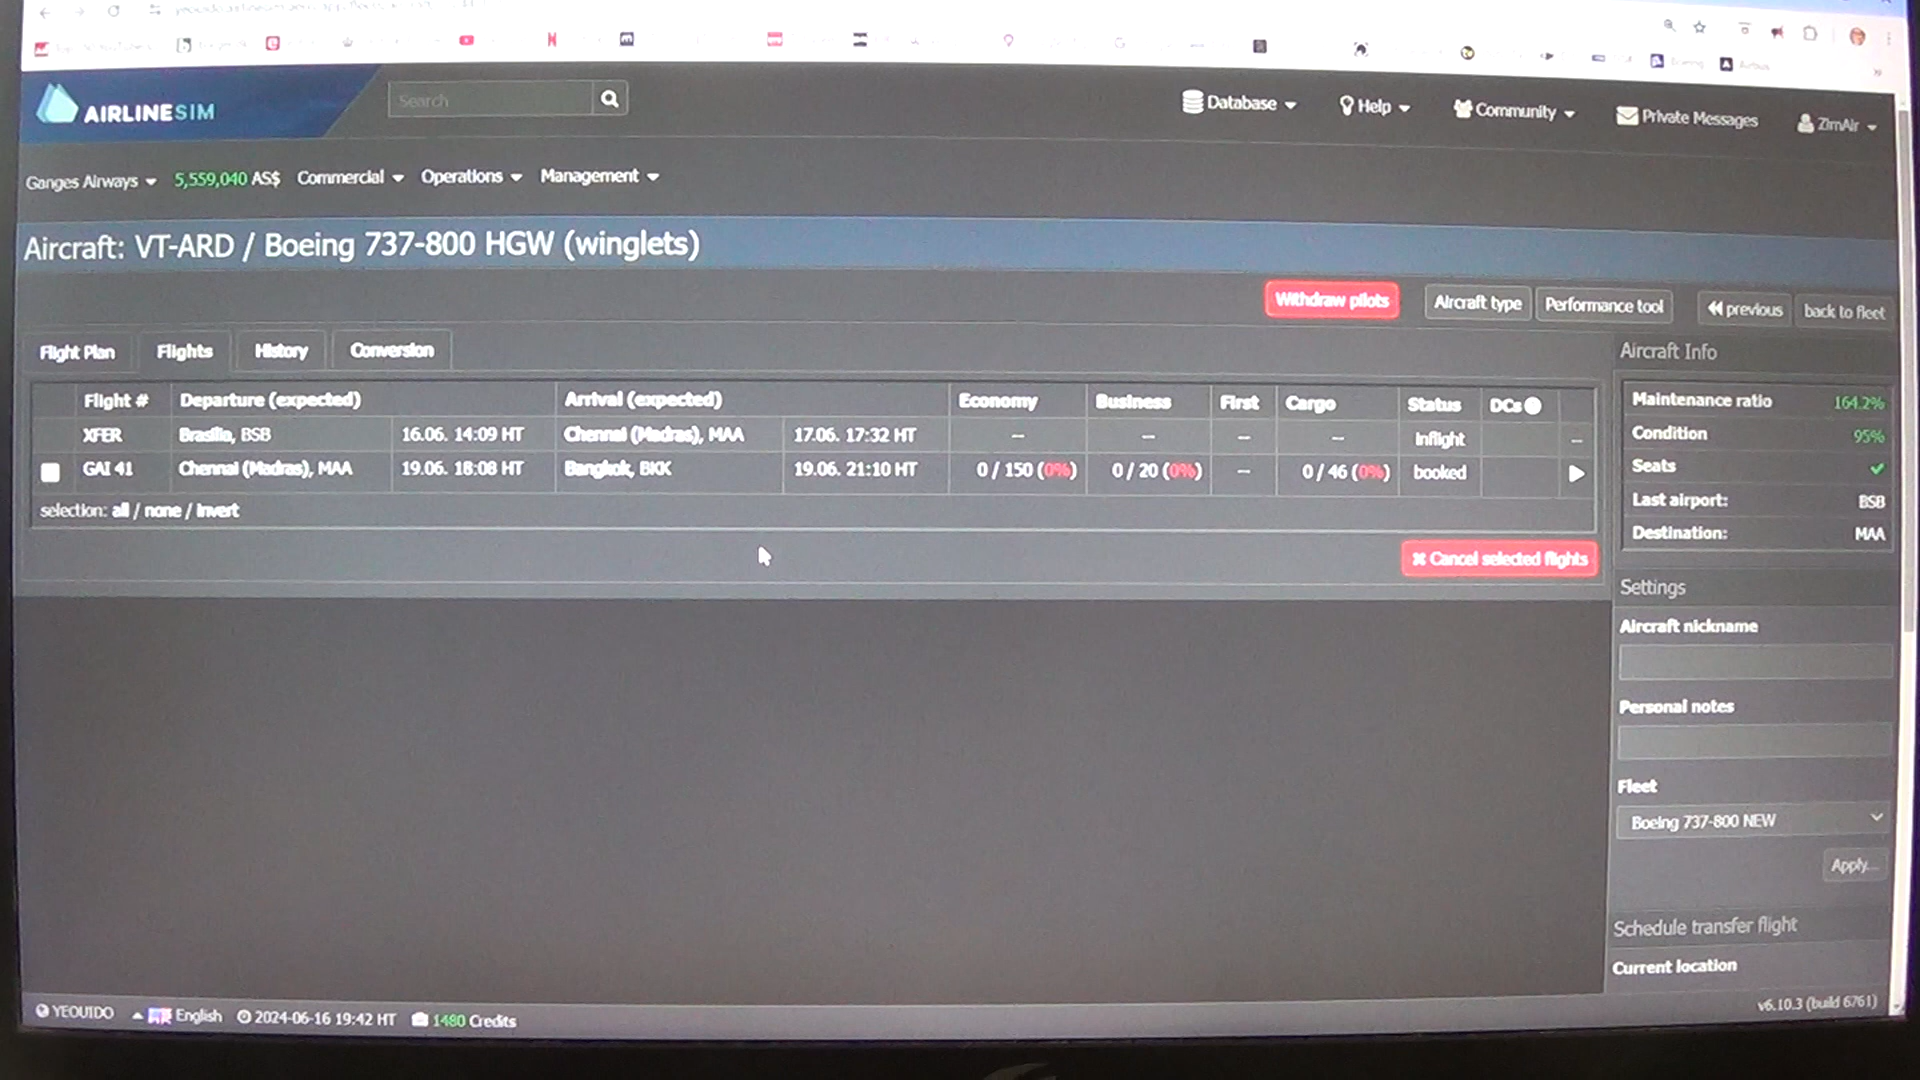 AIRLINESIM
Search
Database
Help
Community
Private Messages
ZimAir
Ganges Airways 5,559,040 AS$ Commercial Operations Management
Aircraft: VT-ARD / Boeing 737-800 HGW (winglets)
Withdraw pilots
Aircraft type
Performance tool
previous
back to fleet
Flight Plan
Flights
History
Conversion
Flight # Departure (expected) Arrival (expected) Economy Business First Cargo Status DCs
XFER Brasília, BSB 16.06. 14:09 HT Chennai (Madras), MAA 17.06. 17:32 HT -- -- -- -- inflight --
GAI 41 Chennai (Madras), MAA 19.06. 18:08 HT Bangkok, BKK 19.06. 21:10 HT 0 / 150 (0%) 0 / 20 (0%) -- 0 / 46 (0%) booked
selection: all / none / invert
Cancel selected flights
Aircraft Info
Maintenance ratio 164.2%
Condition 95%
Seats
Last airport: BSB
Destination: MAA
Settings
Aircraft nickname
Personal notes
Fleet
Boeing 737-800 NEW
Apply...
Schedule transfer flight
Current location
YEOUIDO English 2024-06-16 19:42 HT 1480 Credits
v6.10.3 (build 6761)